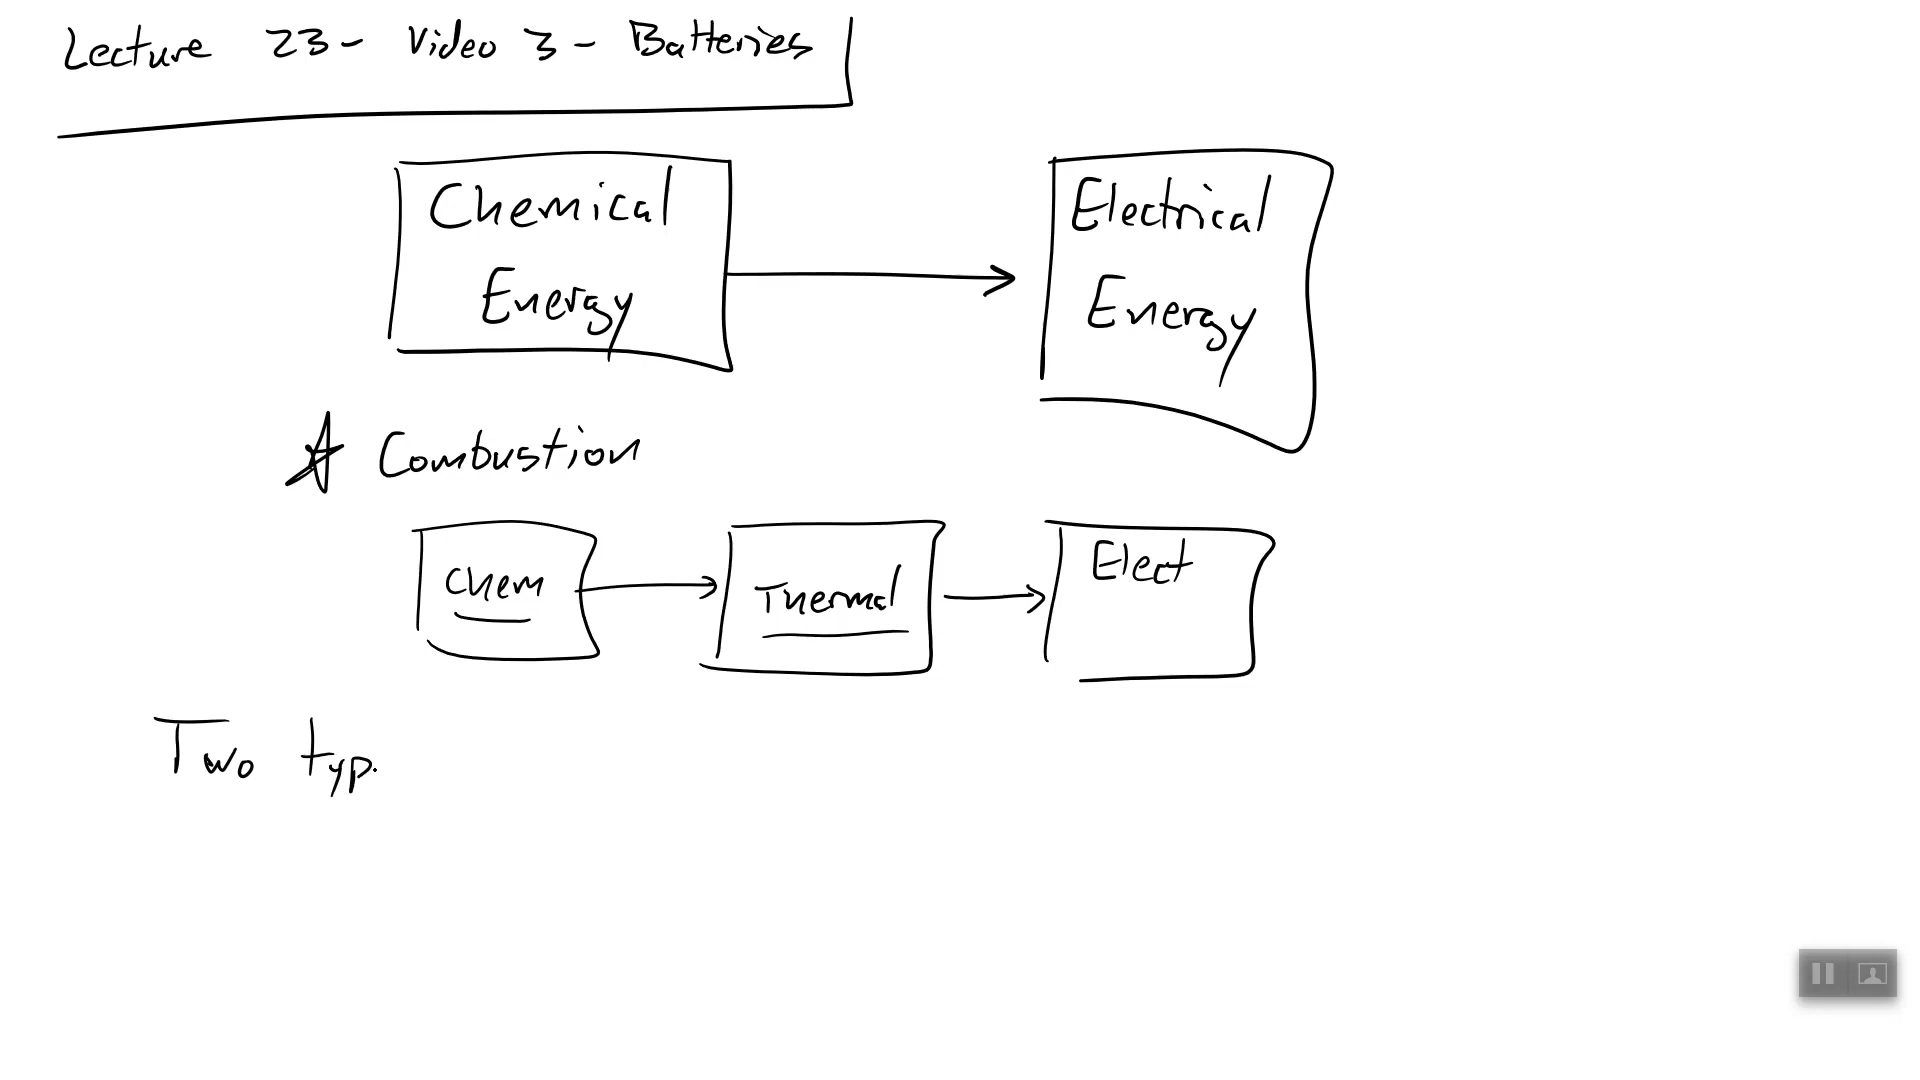 Lecture 23- Video 3- Batteries
Chemical
Energy
Electrical
Energy
Combustion
Chem
Thermal
Elect
Two typ